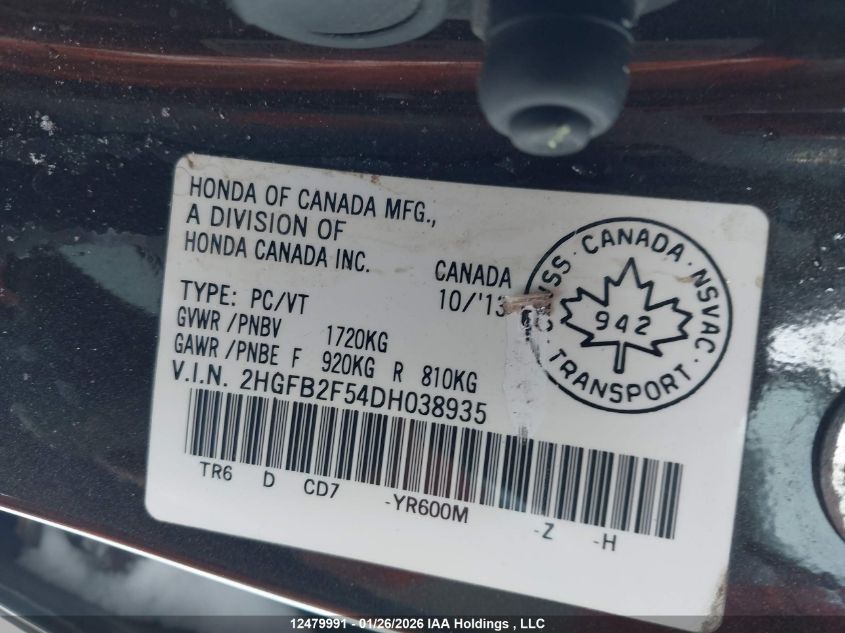 HONDA OF CANADA MFG.,
A DIVISION OF
HONDA CANADA INC.
CANADA
10/'13
TYPE: PC/VT
GVWR/PNBV 1720KG
GAWR/PNBE F 920KG R 810KG
V.I.N. 2HGFB2F54DH038935
TR6 D CD7 -YR600M -Z -H
CANADA · NSVAC ·
942
TRANSPORT ·
12479991 - 01/26/2026 IAA Holdings , LLC